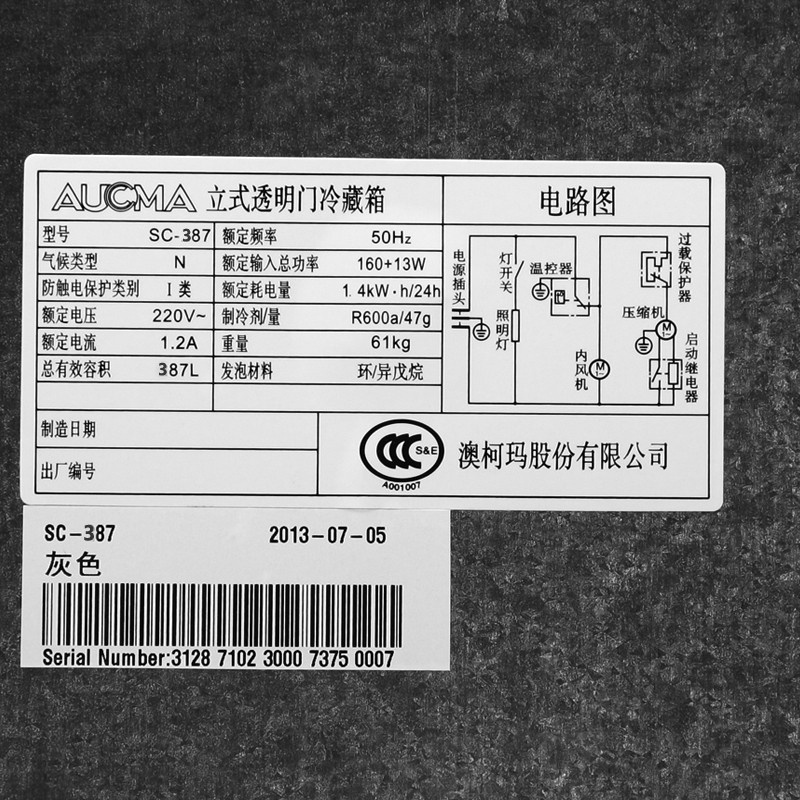 AUCMA 立式透明门冷藏箱
型号 SC-387 额定频率 50Hz
气候类型 N 额定输入总功率 160+13W
防触电保护类别 I 类 额定耗电量 1.4kW·h/24h
额定电压 220V~ 制冷剂/量 R600a/47g
额定电流 1.2A 重量 61kg
总有效容积 387L 发泡材料 环/异戊烷
制造日期
出厂编号
电路图
电源插头
灯开关
照明灯
温控器
内风机
M
1~
过载保护器
压缩机
M
1~
启动继电器
CCC S&E
A001007
澳柯玛股份有限公司
SC-387 2013-07-05
灰色
Serial Number:3128 7102 3000 7375 0007